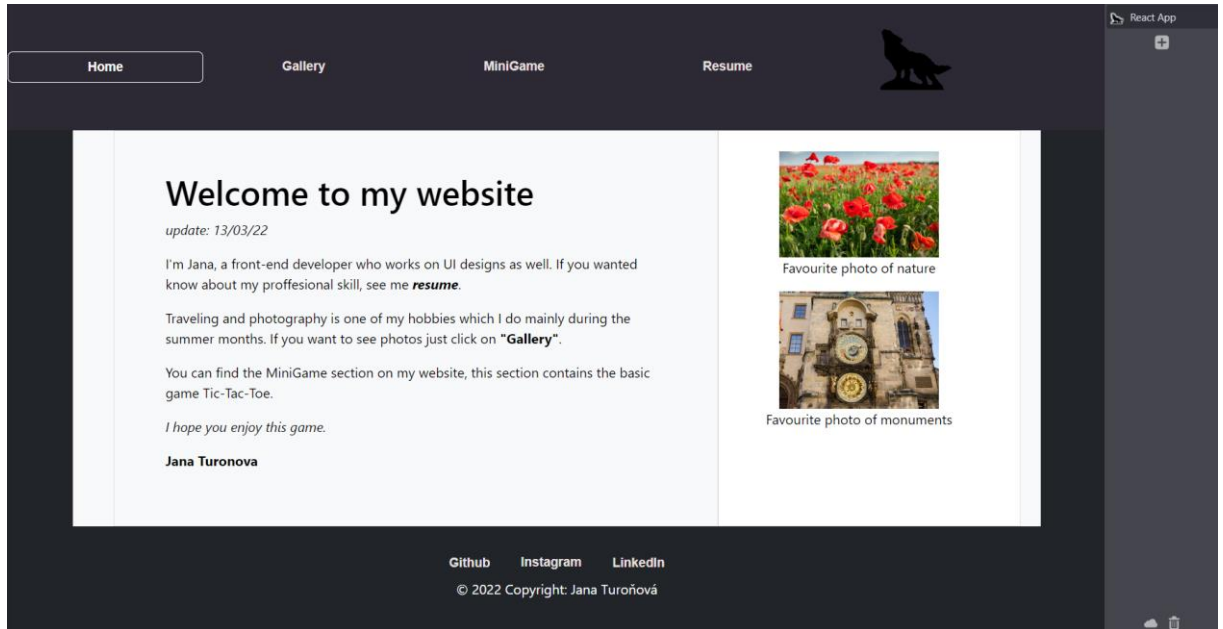 React App
Home
Gallery
MiniGame
Resume
Welcome to my website
update: 13/03/22
I'm Jana, a front-end developer who works on UI designs as well. If you wanted
know about my proffesional skill, see me resume.
Traveling and photography is one of my hobbies which I do mainly during the
summer months. If you want to see photos just click on "Gallery".
You can find the MiniGame section on my website, this section contains the basic
game Tic-Tac-Toe.
I hope you enjoy this game.
Jana Turonova
Favourite photo of nature
Favourite photo of monuments
Github
Instagram
LinkedIn
© 2022 Copyright: Jana Turoňová